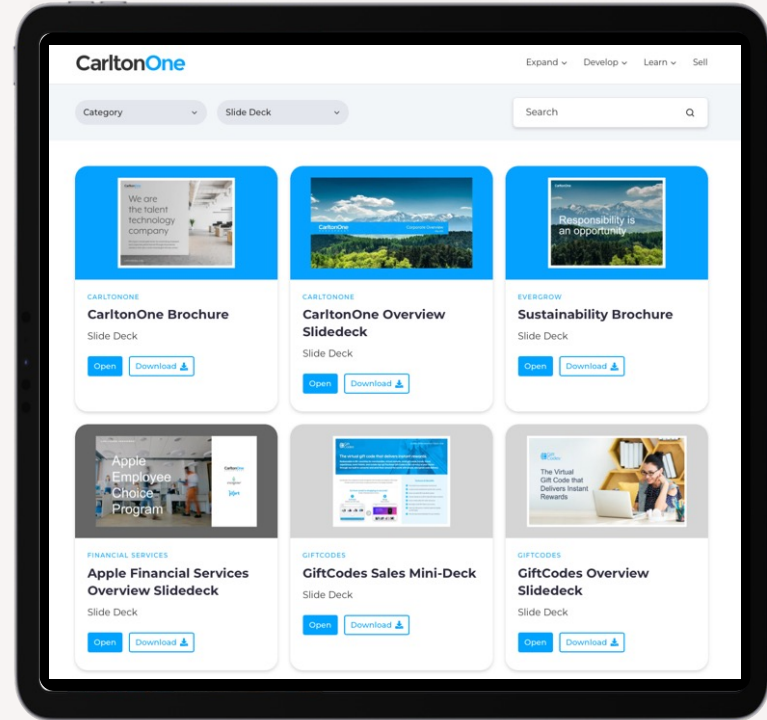 CarltonOne
Expand Develop Learn Sell
Category Slide Deck Search
We are
the talent
technology
company
CarltonOne Corporate Overview
Responsibility is
an opportunity
CARLTONONE
CarltonOne Brochure
Slide Deck
Open Download
CARLTONONE
CarltonOne Overview
Slidedeck
Slide Deck
Open Download
EVERGROW
Sustainability Brochure
Slide Deck
Open Download
Apple
Employee
Choice
Program
CarltonOne
The virtual gift code that delivers instant rewards
The Virtual
Gift Code that
Delivers Instant
Rewards
FINANCIAL SERVICES
Apple Financial Services
Overview Slidedeck
Slide Deck
Open Download
GIFTCODES
GiftCodes Sales Mini-Deck
Slide Deck
Open Download
GIFTCODES
GiftCodes Overview
Slidedeck
Slide Deck
Open Download